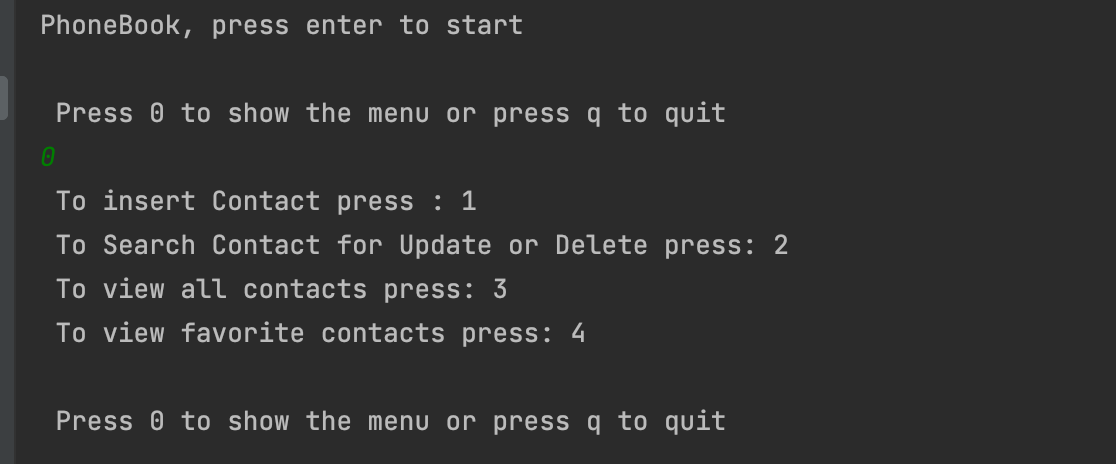 PhoneBook, press enter to start
Press 0 to show the menu or press q to quit
0
To insert Contact press : 1
To Search Contact for Update or Delete press: 2
To view all contacts press: 3
To view favorite contacts press: 4
Press 0 to show the menu or press q to quit